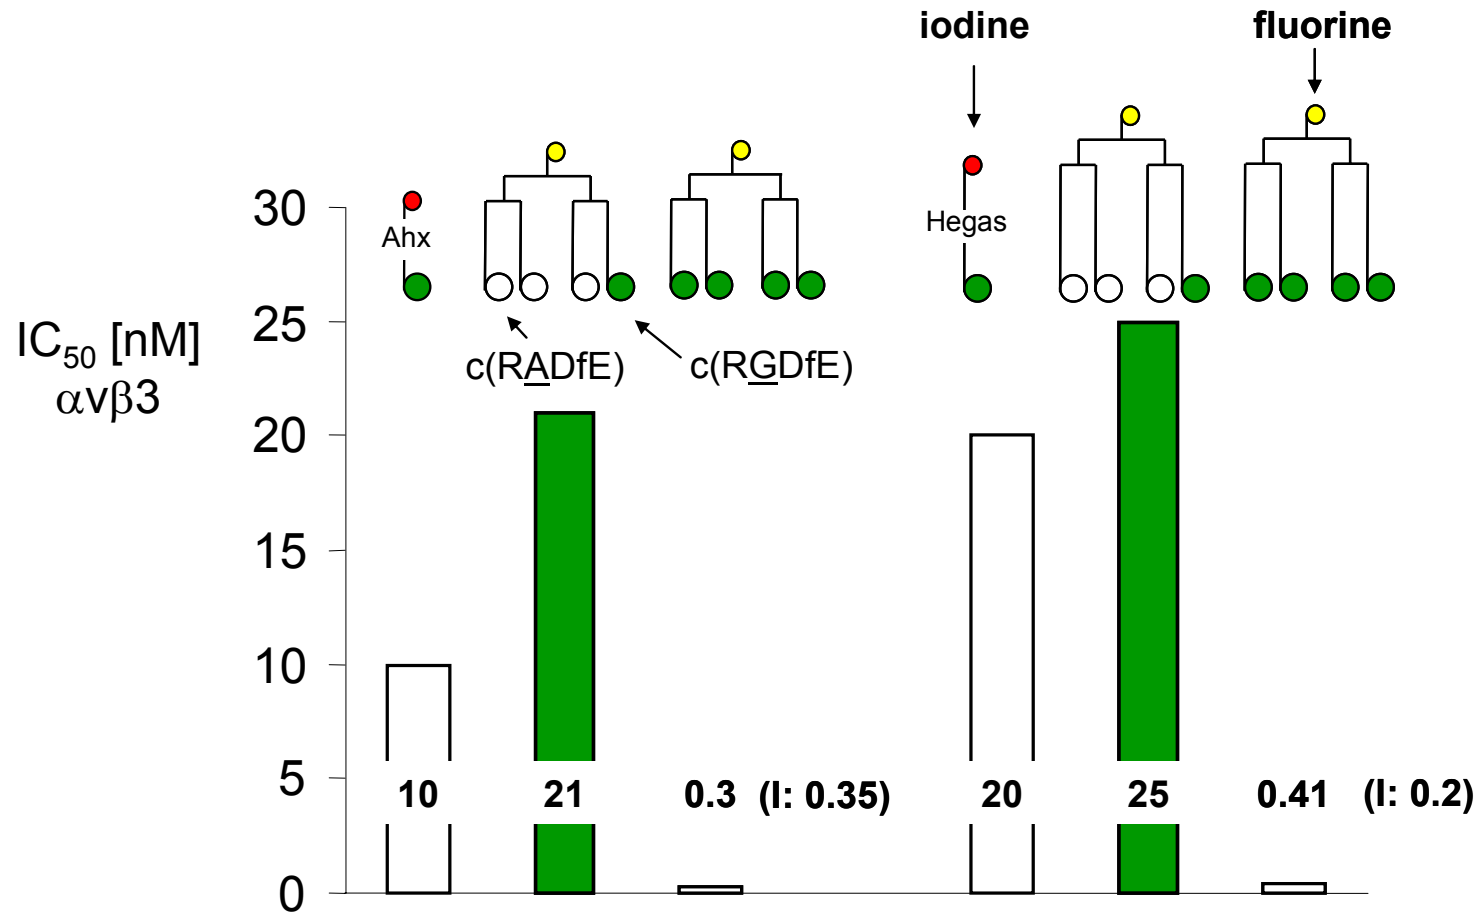 iodine
fluorine
30
Ahx
Hegas
25
IC50 [nM]
αvβ3
c(RADfE)
c(RGDfE)
20
15
10
5
10
21
0.3 (I: 0.35)
20
25
0.41 (I: 0.2)
0